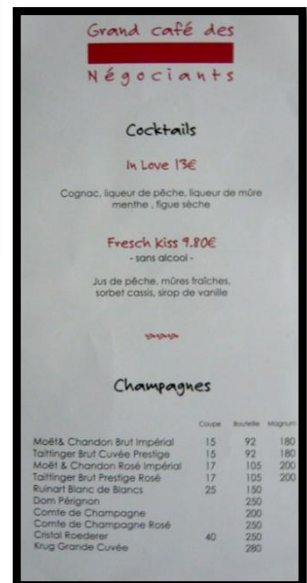 Grand café des
Négociants
Cocktails
In Love 13€
Cognac, liqueur de pêche, liqueur de mûre
menthe , figue sèche
Fresch Kiss 9.80€
- sans alcool -
Jus de pêche, mûres fraîches,
sorbet cassis, sirop de vanille
Champagnes
Coupe Bouteille Magnum
Moët& Chandon Brut Impérial 15 92 180
Taittinger Brut Cuvée Prestige 15 92 180
Moët & Chandon Rosé Impérial 17 105 200
Taittinger Brut Prestige Rosé 17 105 200
Ruinart Blanc de Blancs 25 150
Dom Pérignon 250
Comte de Champagne 200
Comte de Champagne Rosé 250
Cristal Roederer 40 250
Krug Grande Cuvée 280